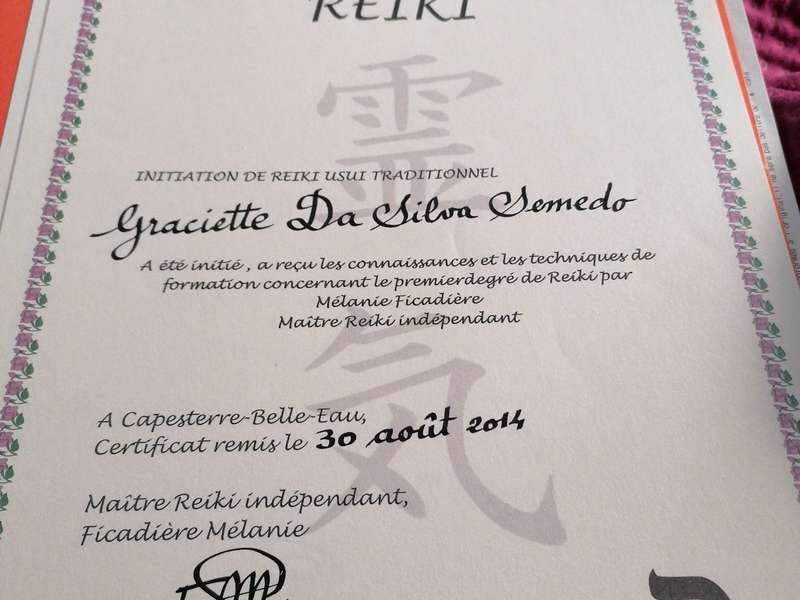 REIKI
靈
気
INITIATION DE REIKI USUI TRADITIONNEL
Graciette Da Silva Semedo
A été initié , a reçu les connaissances et les techniques de
formation concernant le premierdegré de Reiki par
Mélanie Ficadière
Maître Reiki indépendant
A Capesterre-Belle-Eau,
Certificat remis le 30 août 2014
Maître Reiki indépendant,
Ficadière Mélanie